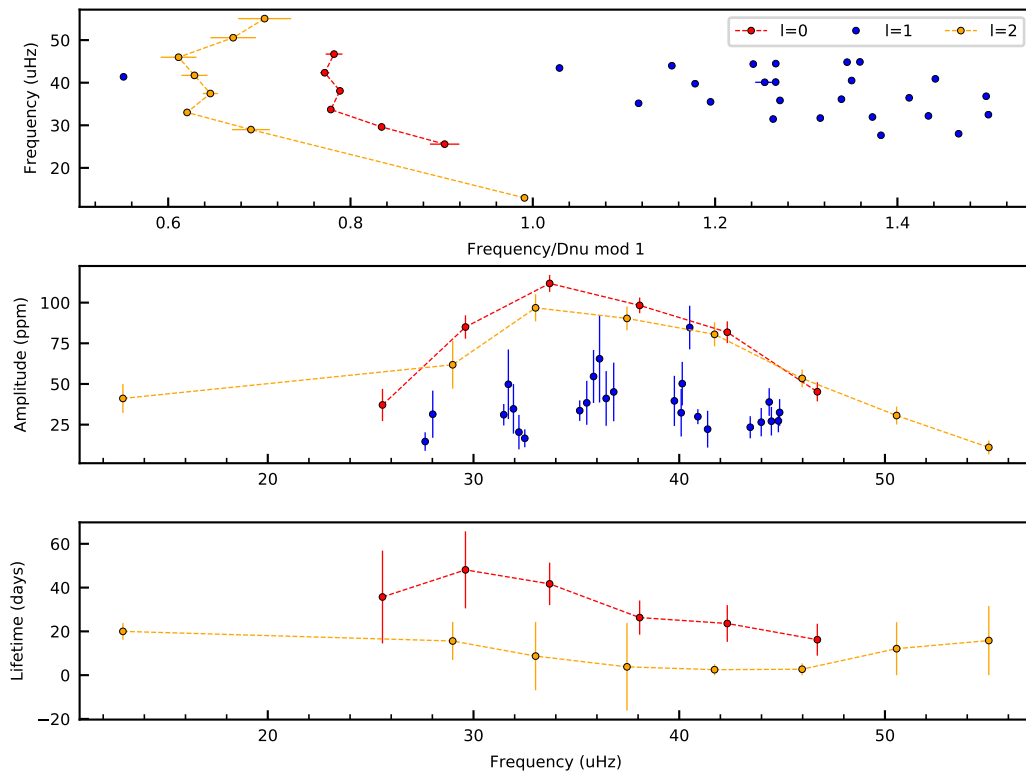 l=0 l=1 l=2
Frequency (uHz)
50
40
30
20
0.6 0.8 1.0 1.2 1.4
Frequency/Dnu mod 1
Amplitude (ppm)
100
75
50
25
20 30 40 50
Lifetime (days)
60
40
20
0
−20
20 30 40 50
Frequency (uHz)